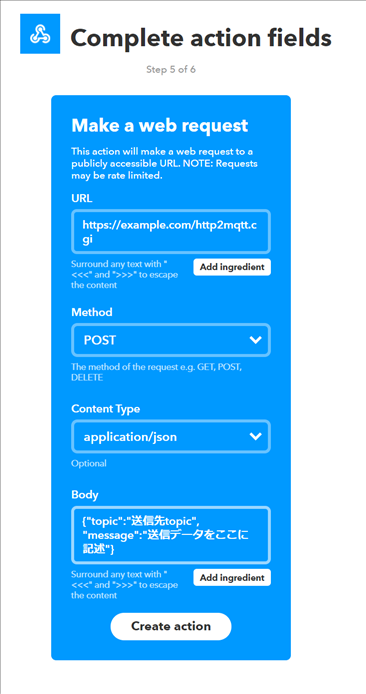 Complete action fields
Step 5 of 6
Make a web request
This action will make a web request to a
publicly accessible URL. NOTE: Requests
may be rate limited.
URL
https://example.com/http2mqtt.c
gi
Surround any text with "
<<<" and ">>>" to escape
the content
Add ingredient
Method
POST
The method of the request e.g. GET, POST,
DELETE
Content Type
application/json
Optional
Body
{"topic":"送信先topic",
"message":"送信データをここに
記述"}
Surround any text with "
<<<" and ">>>" to escape
the content
Add ingredient
Create action